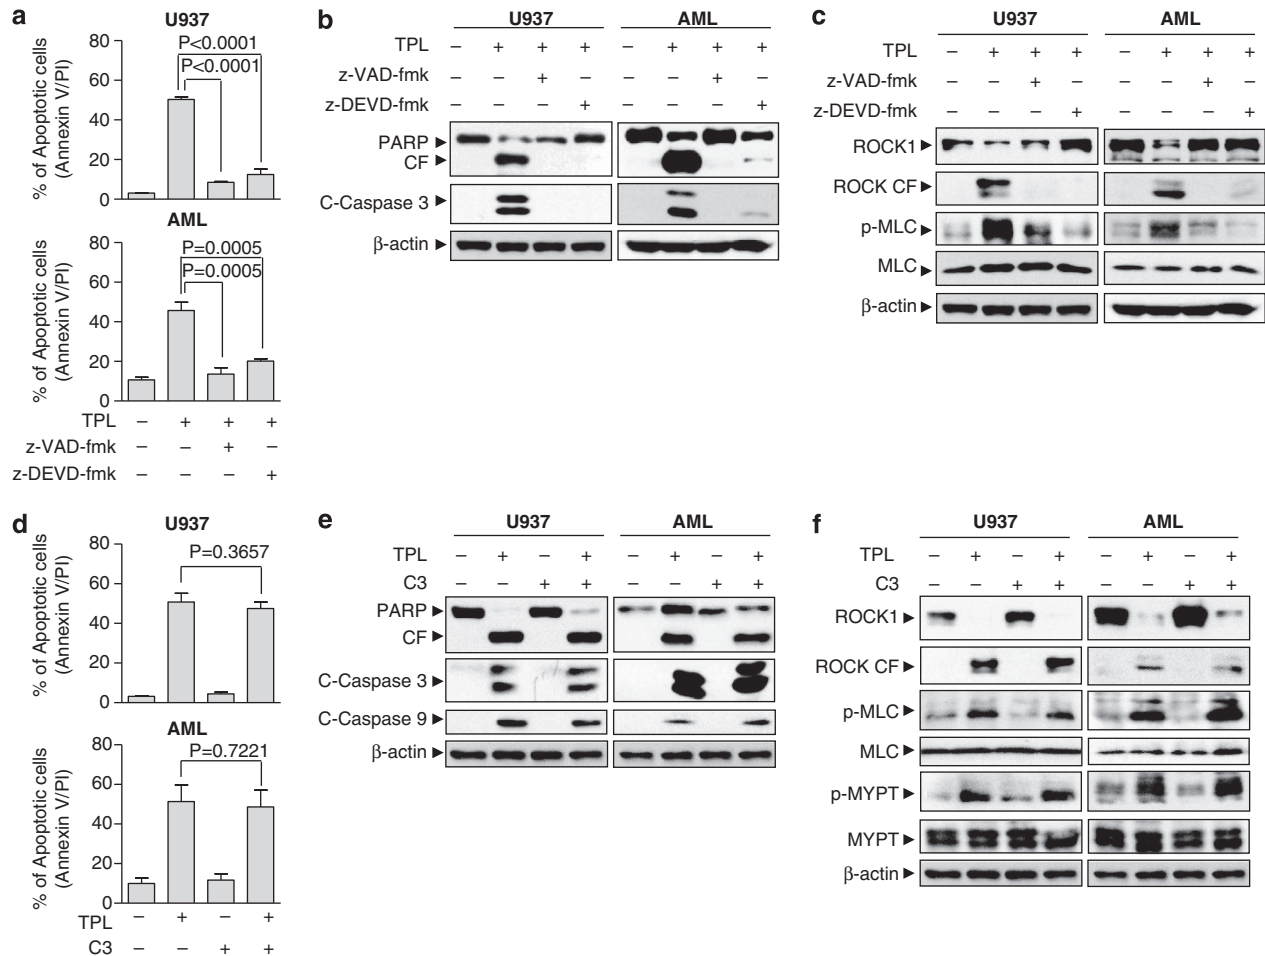 a
U937
% of Apoptotic cells
(Annexin V/PI)
80
60
40
20
0
P<0.0001
P<0.0001
AML
% of Apoptotic cells
(Annexin V/PI)
80
60
40
20
0
P=0.0005
P=0.0005
TPL – + + +
z-VAD-fmk – – + –
z-DEVD-fmk – – – +
b
U937 AML
TPL – + + + – + + +
z-VAD-fmk – – + – – – + –
z-DEVD-fmk – – – + – – – +
PARP
CF
C-Caspase 3
β-actin
c
U937 AML
TPL – + + + – + + +
z-VAD-fmk – – + – – – + –
z-DEVD-fmk – – – + – – – +
ROCK1
ROCK CF
p-MLC
MLC
β-actin
d
U937
% of Apoptotic cells
(Annexin V/PI)
80
60
40
20
0
P=0.3657
AML
% of Apoptotic cells
(Annexin V/PI)
80
60
40
20
0
P=0.7221
TPL – + – +
C3 – – + +
e
U937 AML
TPL – + – + – + – +
C3 – – + + – – + +
PARP
CF
C-Caspase 3
C-Caspase 9
β-actin
f
U937 AML
TPL – + – + – + – +
C3 – – + + – – + +
ROCK1
ROCK CF
p-MLC
MLC
p-MYPT
MYPT
β-actin